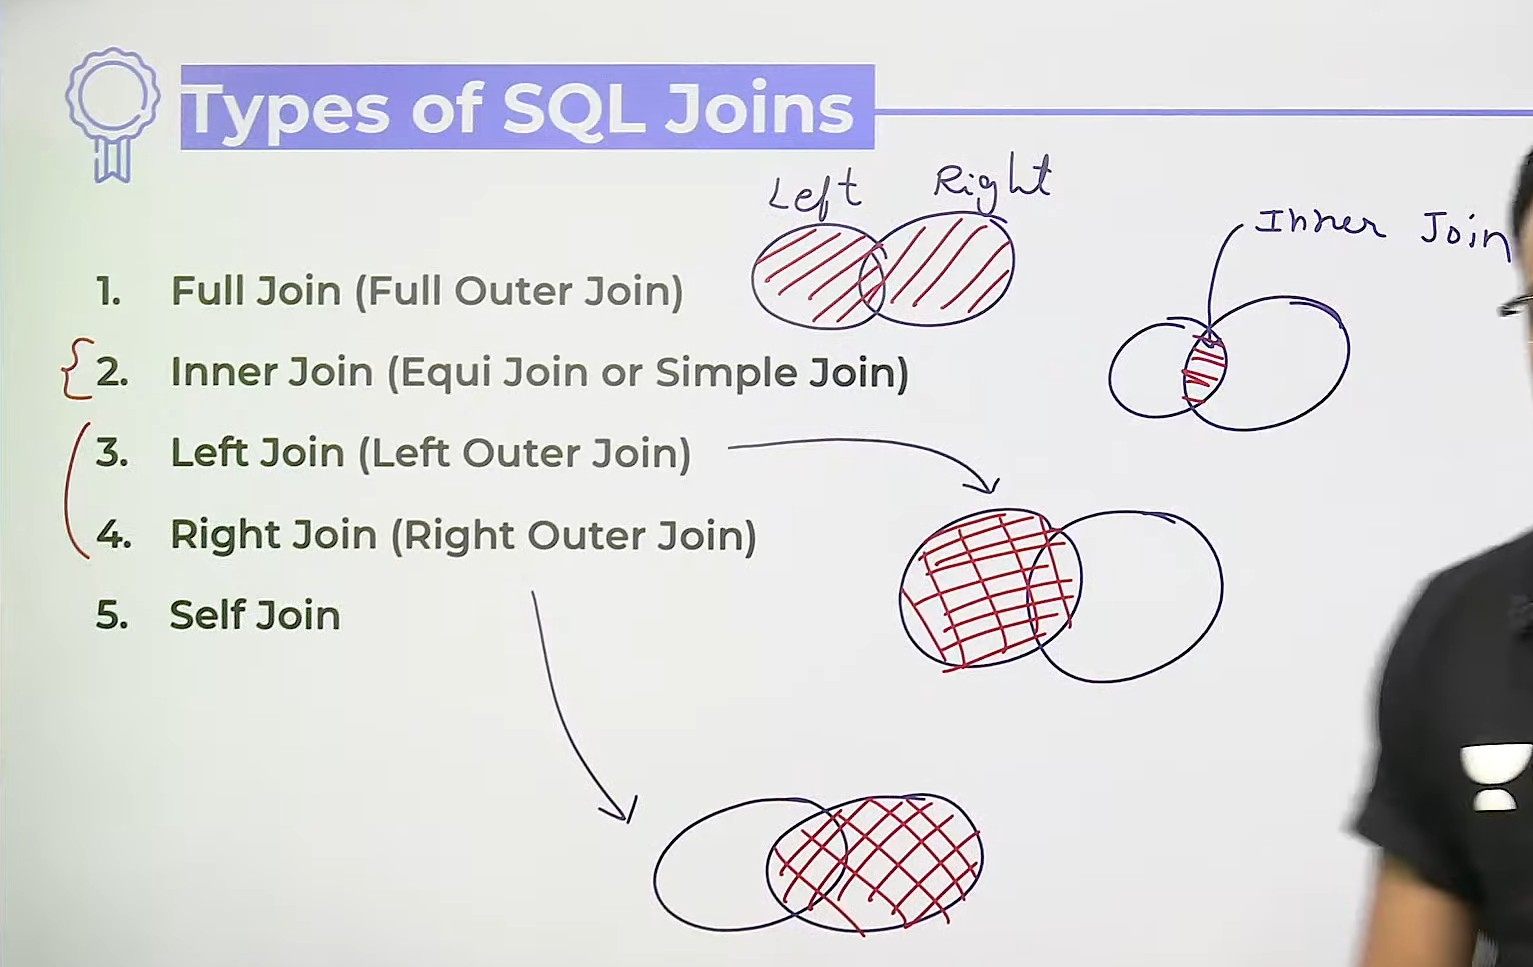 Types of SQL Joins
Left Right
Inner Join
1. Full Join (Full Outer Join)
2. Inner Join (Equi Join or Simple Join)
3. Left Join (Left Outer Join)
4. Right Join (Right Outer Join)
5. Self Join